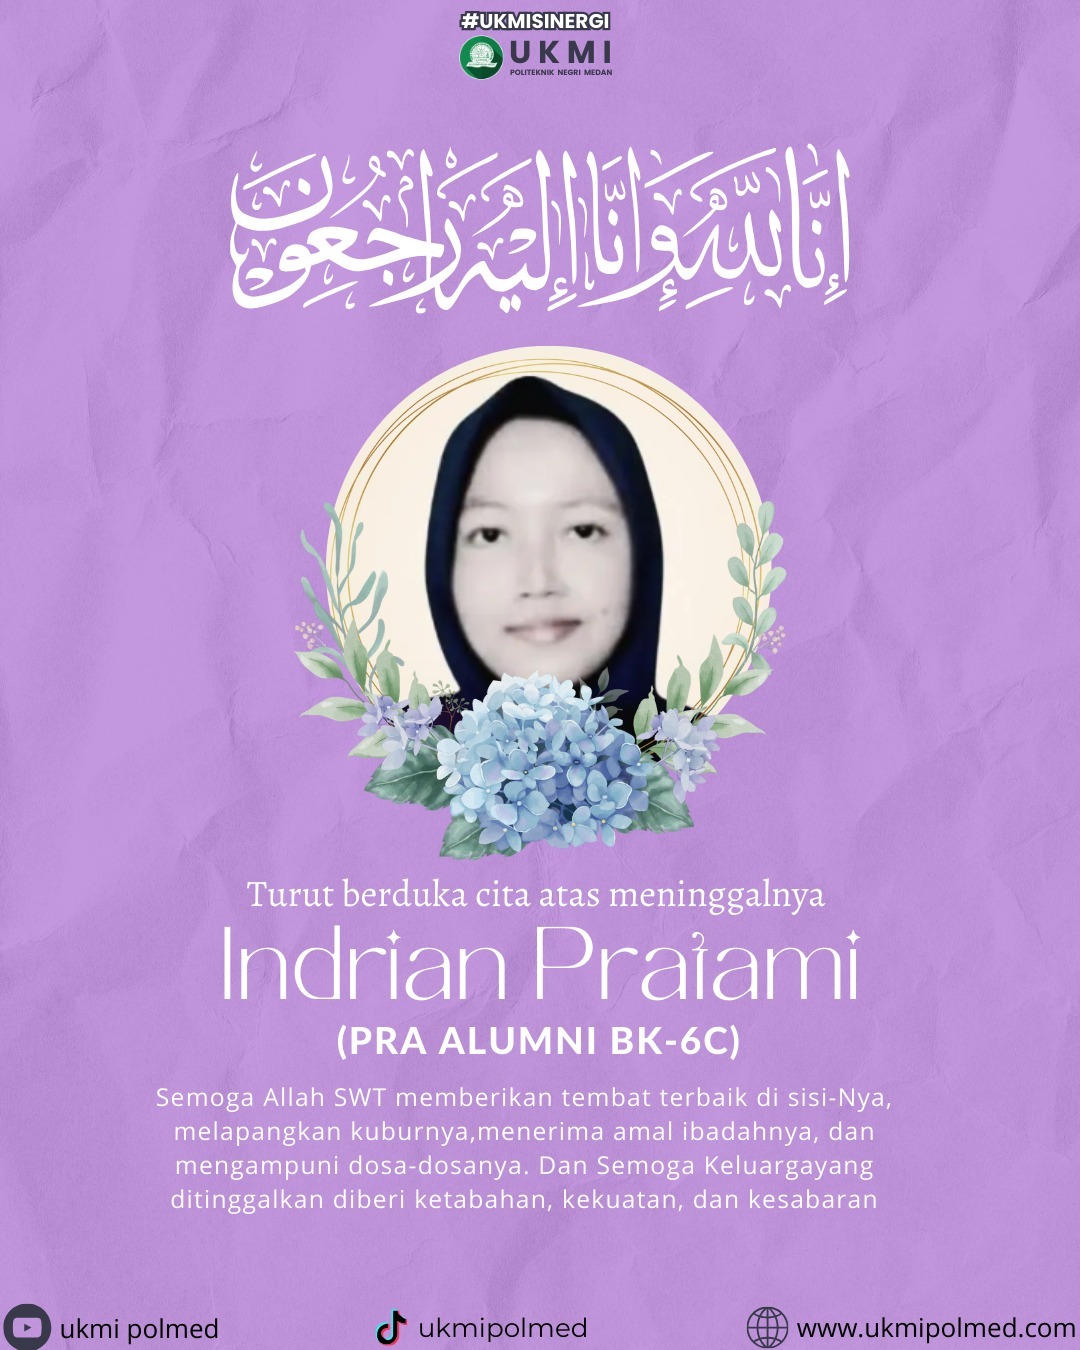 #UKMISINERGI
UKMI
POLITEKNIK NEGRI MEDAN
إِنَّا لِلَّهِ وَإِنَّا إِلَيْهِ رَاجِعُونَ
Turut berduka cita atas meninggalnya
Indrian Pratami
(PRA ALUMNI BK-6C)
Semoga Allah SWT memberikan tembat terbaik di sisi-Nya,
melapangkan kuburnya,menerima amal ibadahnya, dan
mengampuni dosa-dosanya. Dan Semoga Keluargayang
ditinggalkan diberi ketabahan, kekuatan, dan kesabaran
ukmi polmed
ukmipolmed
www.ukmipolmed.com